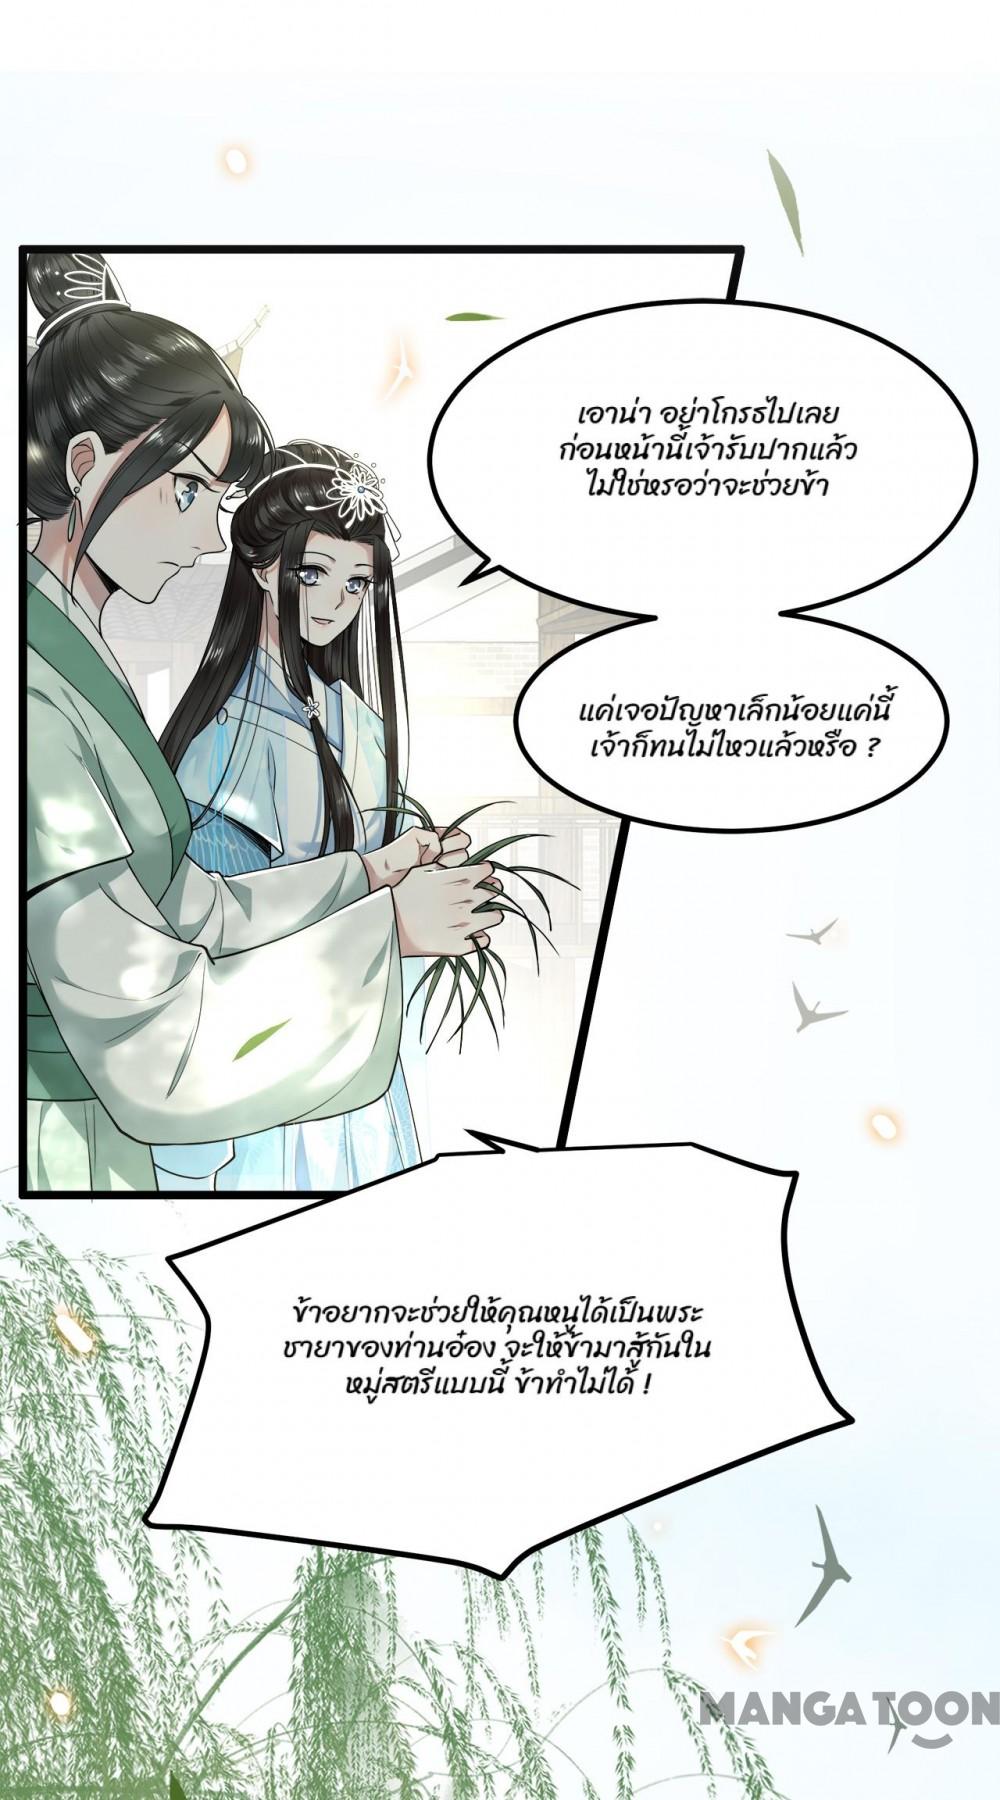 เอาน่า อย่าโกรธไปเลย
ก่อนหน้านี้เจ้ารับปากแล้ว
ไม่ใช่หรอว่าจะช่วยข้า
แค่เจอปัญหาเล็กน้อยแค่นี้
เจ้าก็ทนไม่ไหวแล้วหรือ ?
ข้าอยากจะช่วยให้คุณหนูได้เป็นพระ
ชายาของท่านอ๋อง จะให้ข้ามาสู้กันใน
หมู่สตรีแบบนี้ ข้าทำไม่ได้ !
MANGA TOON